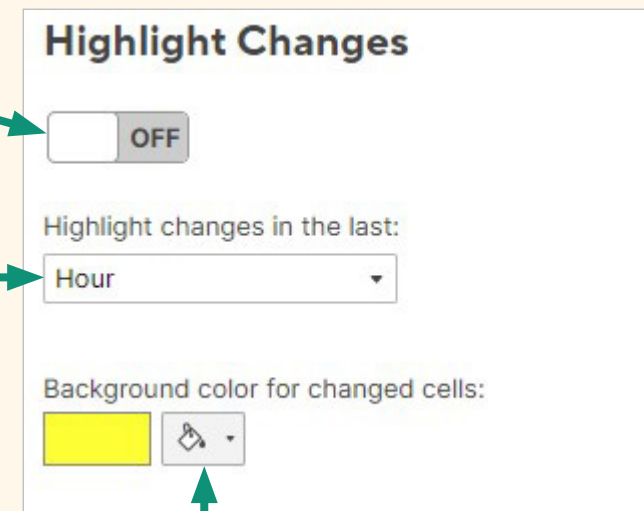 Highlight Changes
OFF
Highlight changes in the last:
Hour
Background color for changed cells: